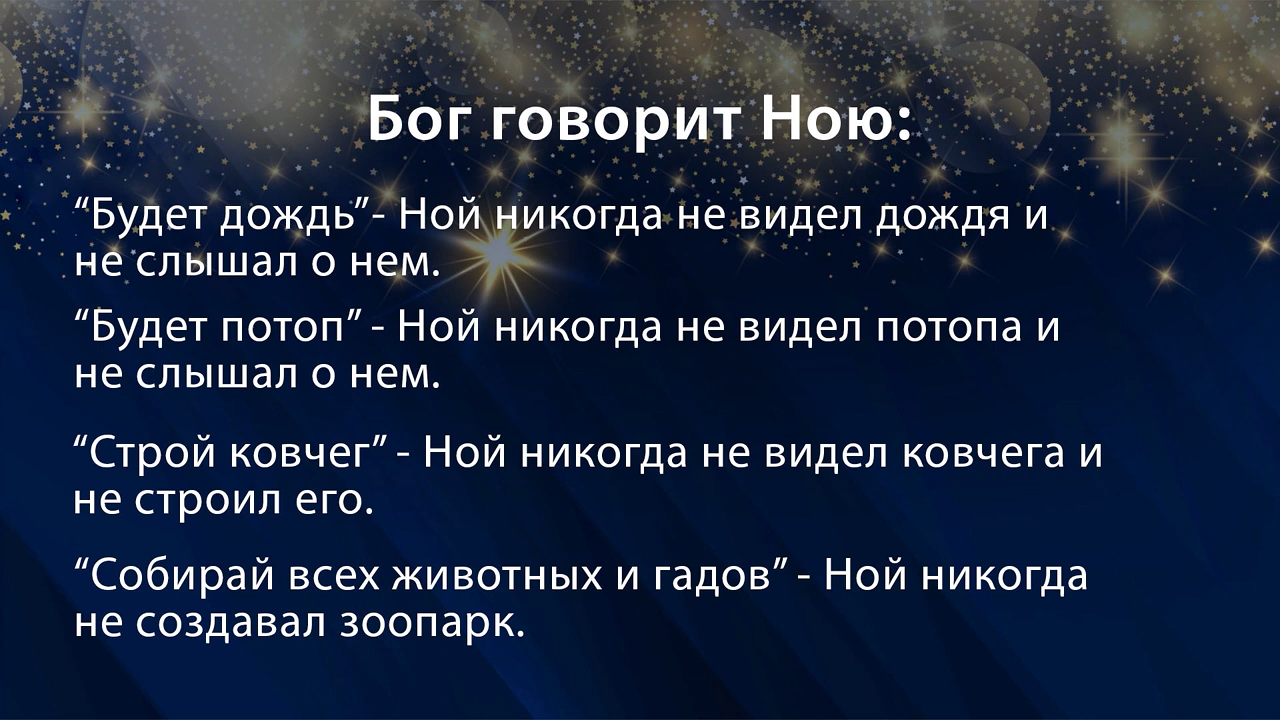 Бог говорит Ною:
“Будет дождь”- Ной никогда не видел дождя и
не слышал о нем.
“Будет потоп” - Ной никогда не видел потопа и
не слышал о нем.
“Строй ковчег” - Ной никогда не видел ковчега и
не строил его.
“Собирай всех животных и гадов” - Ной никогда
не создавал зоопарк.